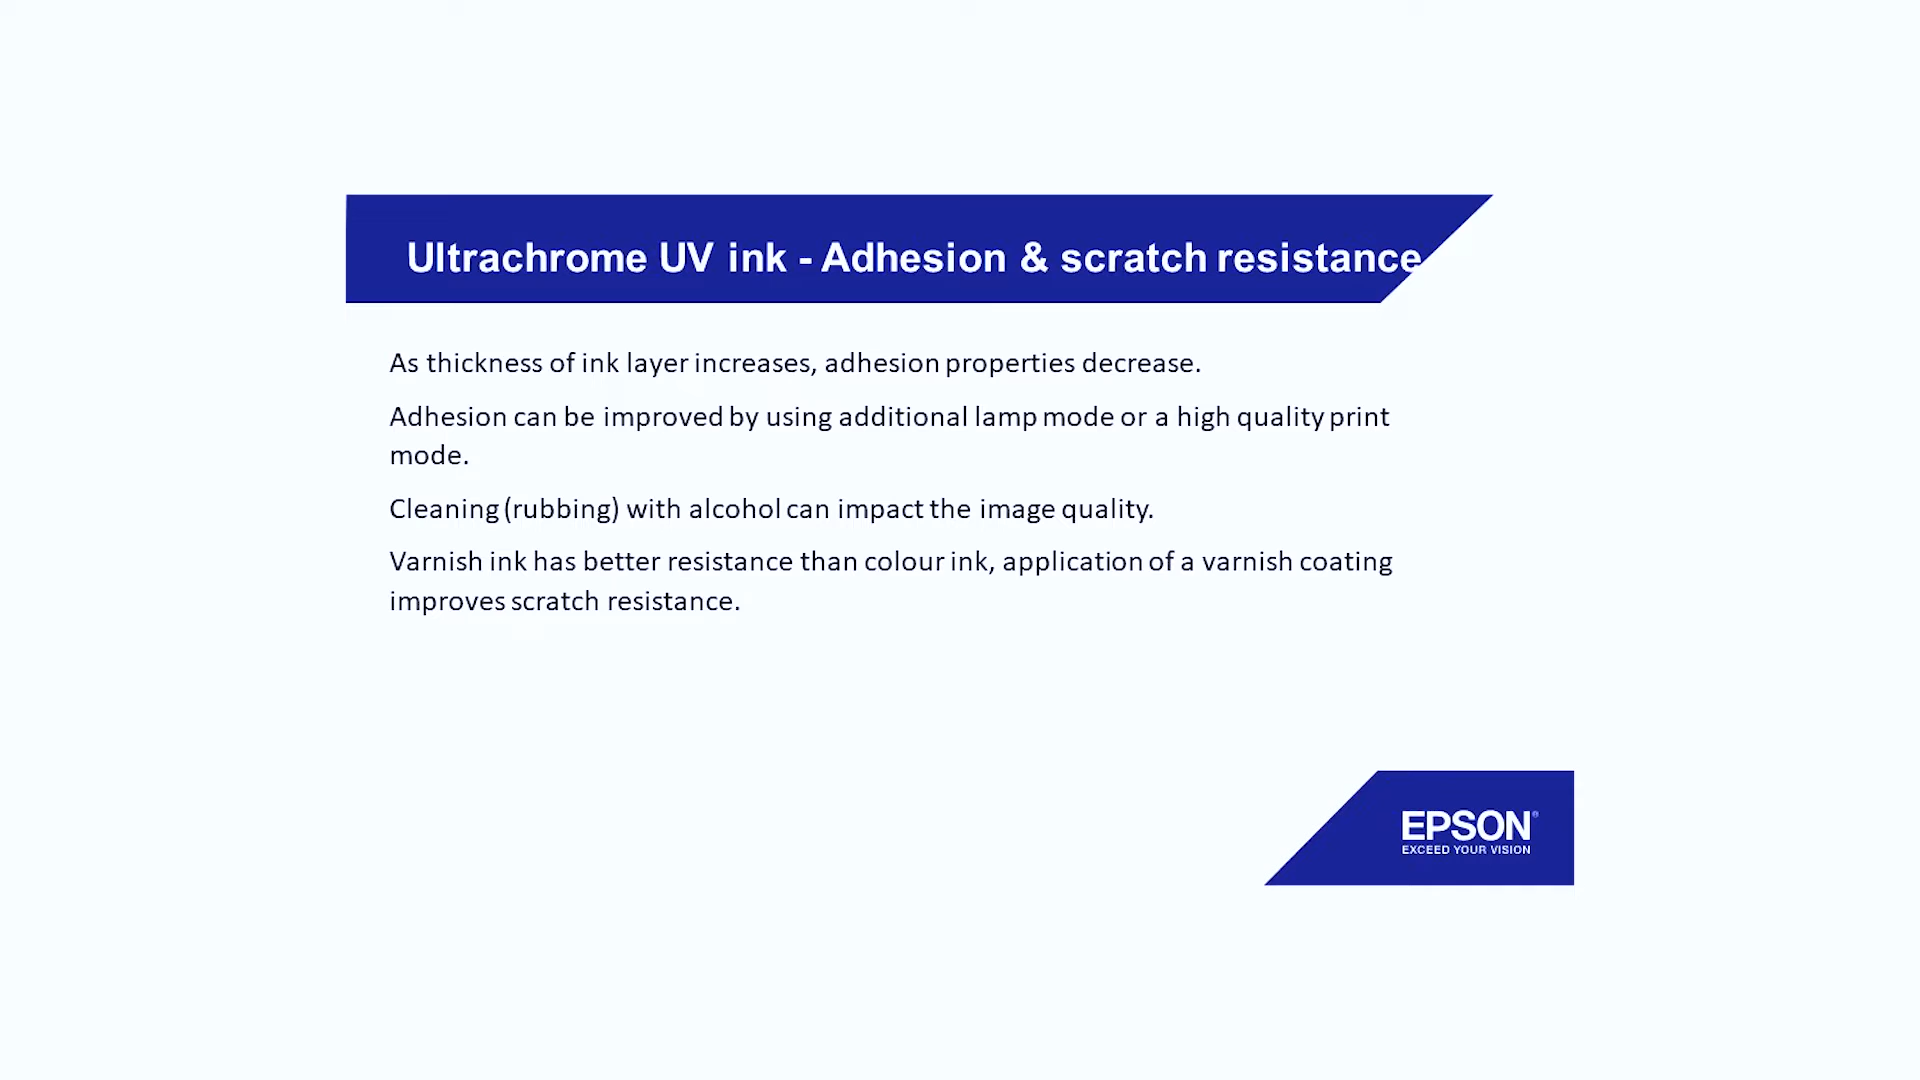 Ultrachrome UV ink - Adhesion & scratch resistance
As thickness of ink layer increases, adhesion properties decrease.
Adhesion can be improved by using additional lamp mode or a high quality print
mode.
Cleaning (rubbing) with alcohol can impact the image quality.
Varnish ink has better resistance than colour ink, application of a varnish coating
improves scratch resistance.
EPSON®
EXCEED YOUR VISION